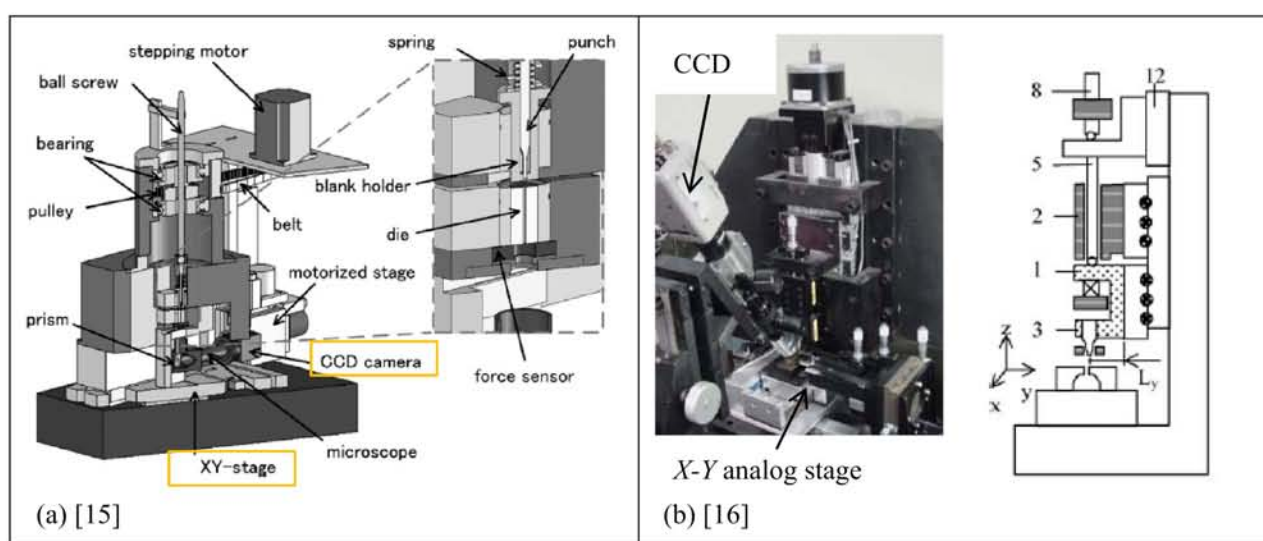 stepping motor
ball screw
bearing
pulley
belt
motorized stage
prism
CCD camera
microscope
XY-stage
spring
punch
blank holder
die
force sensor
(a) [15]
CCD
X-Y analog stage
8
12
5
2
1
3
z
x
y
Ly
(b) [16]